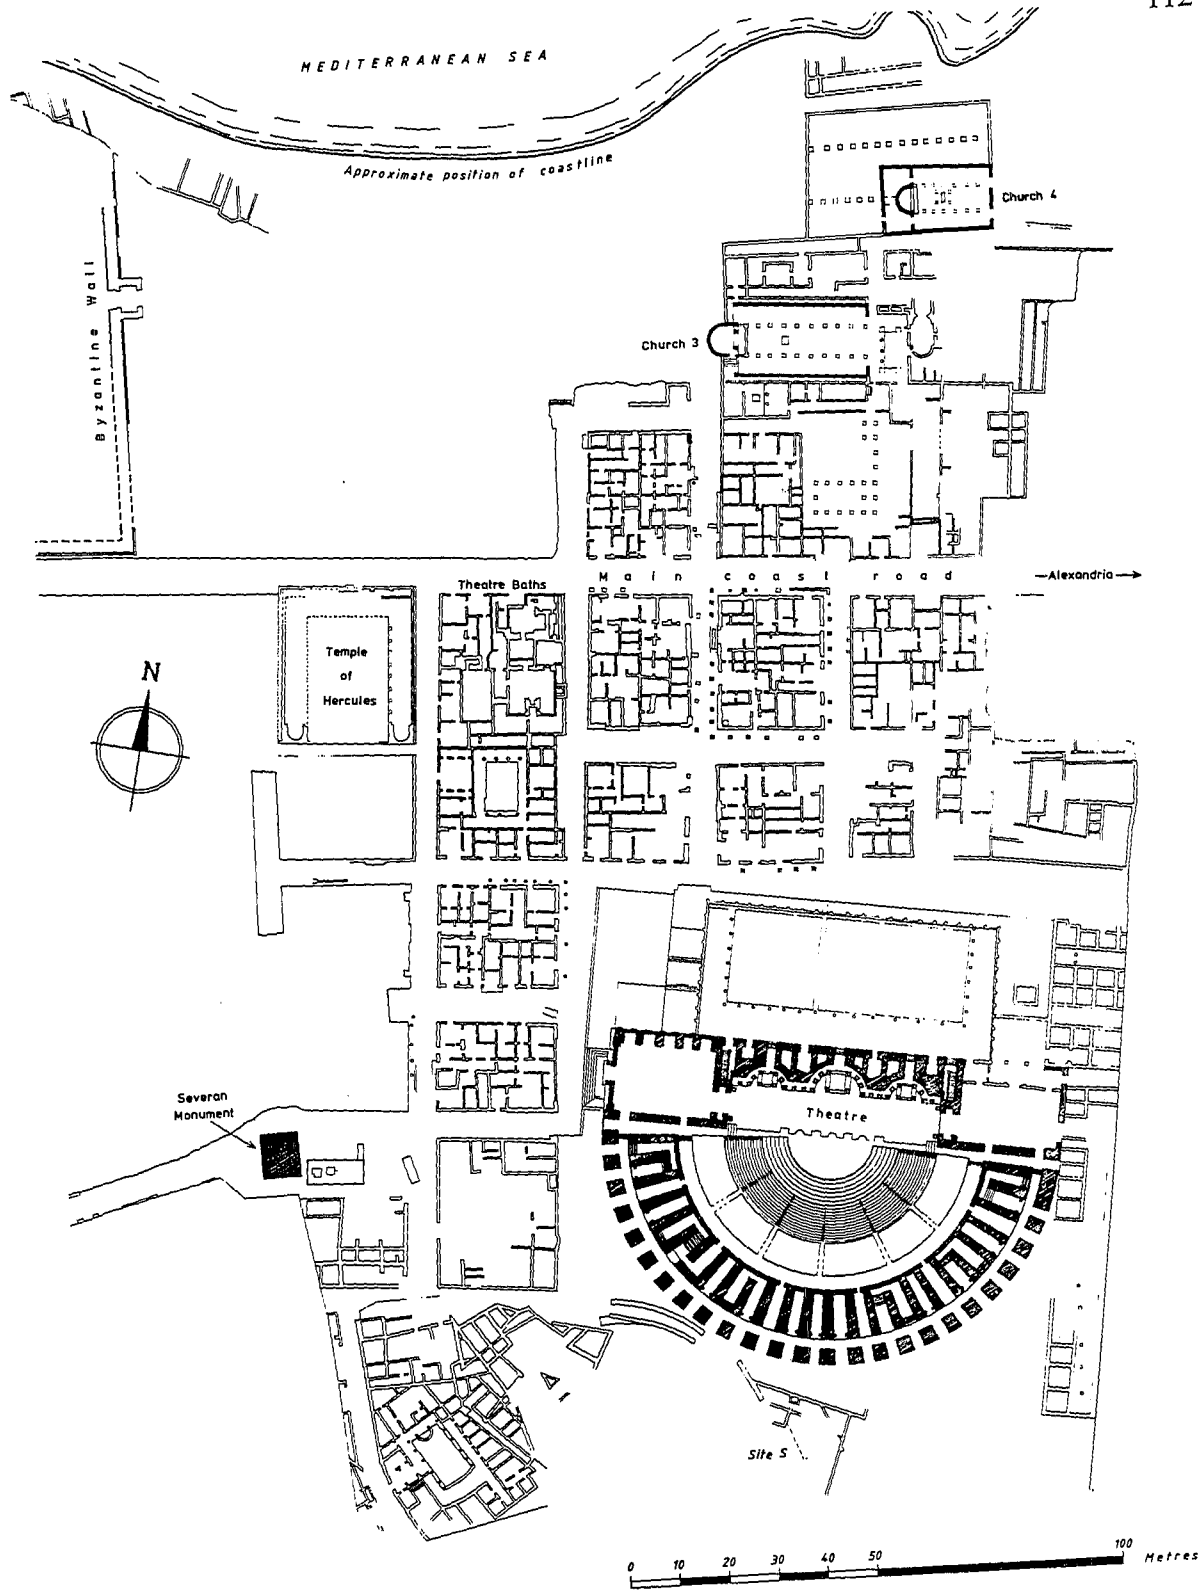 112
MEDITERRANEAN SEA
Approximate position of coastline
Church 4
Byzantine Wall
Church 3
Main coast road
Alexandria
Theatre Baths
Temple
of
Hercules
N
Severan
Monument
Theatre
Site S
0 10 20 30 40 50 100 Metres